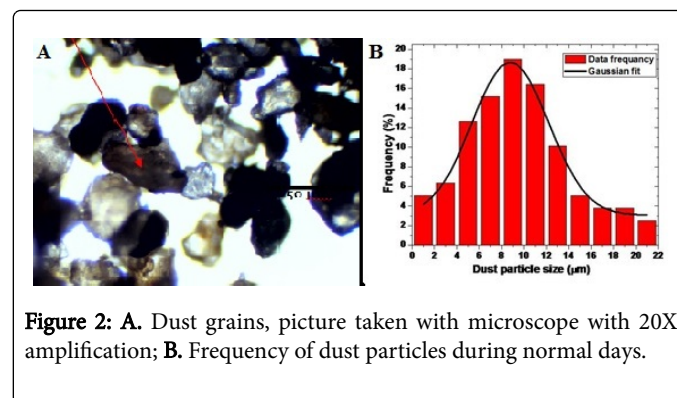 A
50
B
20
18
16
14
12
10
8
6
4
2
0
Frequency (%)
Data frequancy
Gaussian fit
0 2 4 6 8 10 12 14 16 18 20 22
Dust particle size (µm)
Figure 2: A. Dust grains, picture taken with microscope with 20X
amplification; B. Frequency of dust particles during normal days.